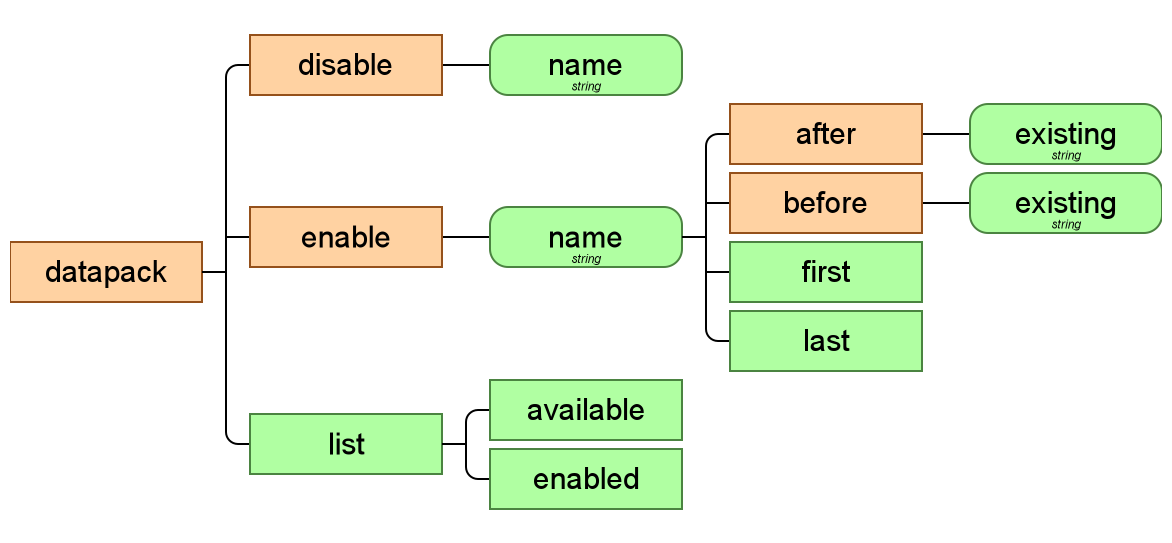 datapack
disable
name
string
enable
name
string
after
existing
string
before
existing
string
first
last
list
available
enabled